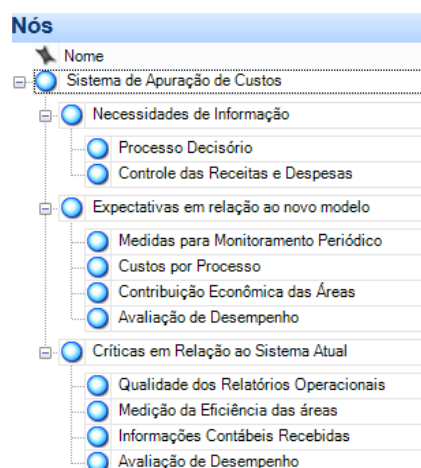 Nós
Nome
Sistema de Apuração de Custos
Necessidades de Informação
Processo Decisório
Controle das Receitas e Despesas
Expectativas em relação ao novo modelo
Medidas para Monitoramento Periódico
Custos por Processo
Contribuição Econômica das Áreas
Avaliação de Desempenho
Críticas em Relação ao Sistema Atual
Qualidade dos Relatórios Operacionais
Medição da Eficiência das áreas
Informações Contábeis Recebidas
Avaliação de Desempenho